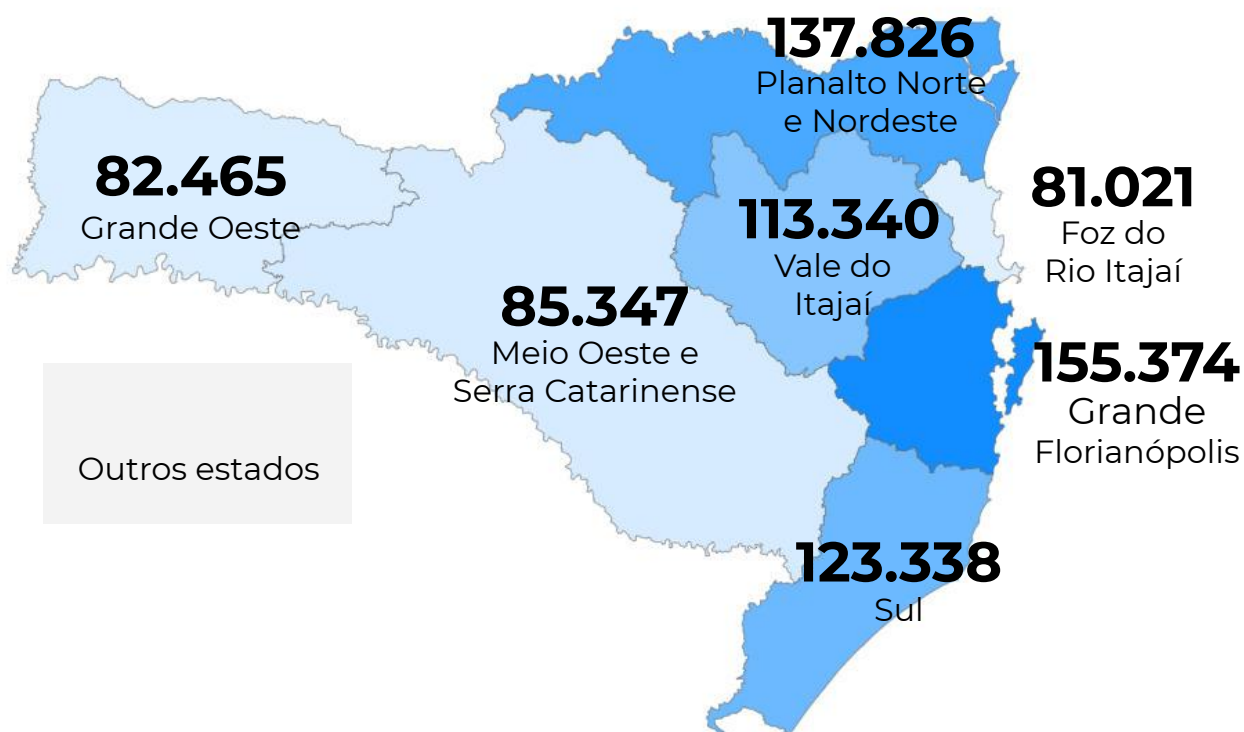 137.826
Planalto Norte
e Nordeste
82.465
Grande Oeste
113.340
Vale do
Itajaí
81.021
Foz do
Rio Itajaí
85.347
Meio Oeste e
Serra Catarinense
155.374
Grande
Florianópolis
Outros estados
123.338
Sul